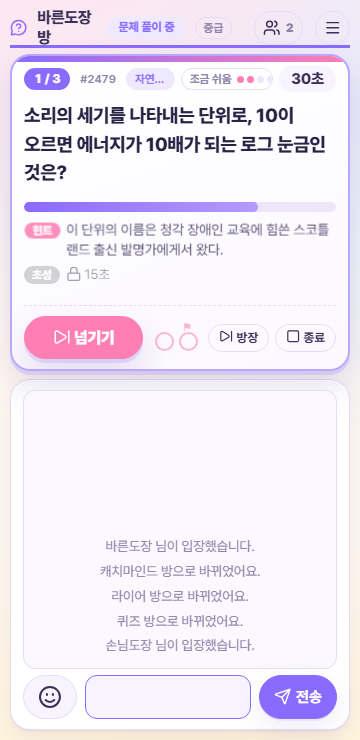 바른도장
방
문제 풀이 중
중급
2
1 / 3
#2479
자연...
조금 쉬움
30초
소리의 세기를 나타내는 단위로, 10이
오르면 에너지가 10배가 되는 로그 눈금인
것은?
힌트 이 단위의 이름은 청각 장애인 교육에 힘쓴 스코틀
랜드 출신 발명가에게서 왔다.
초성 15초
넘기기
방장
종료
바른도장 님이 입장했습니다.
캐치마인드 방으로 바뀌었어요.
라이어 방으로 바뀌었어요.
퀴즈 방으로 바뀌었어요.
손님도장 님이 입장했습니다.
전송